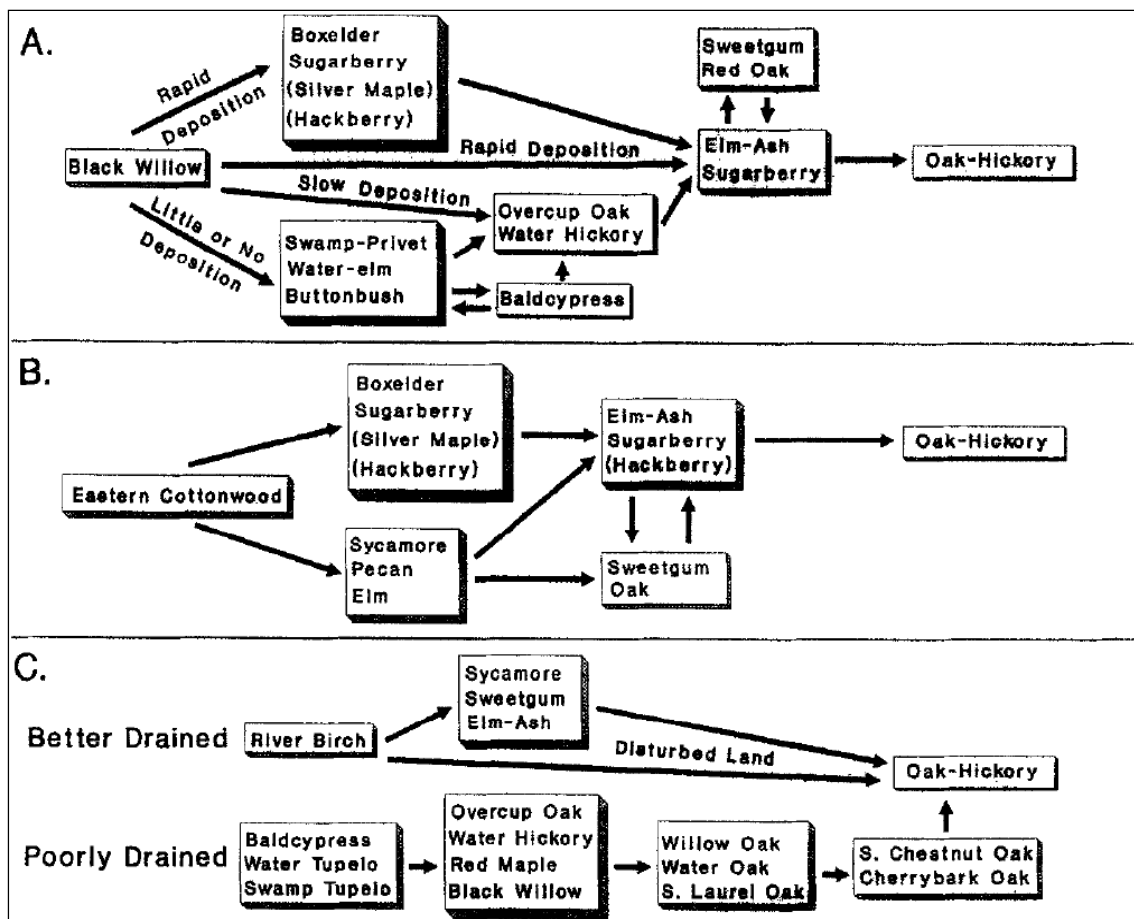 A.
Boxelder
Sugarberry
(Silver Maple)
(Hackberry)
Sweetgum
Red Oak
Rapid
Deposition
Black Willow
Rapid Deposition
Elm-Ash
Sugarberry
Oak-Hickory
Slow Deposition
Little or No
Deposition
Overcup Oak
Water Hickory
Swamp-Privet
Water-elm
Buttonbush
Baldcypress
B.
Boxelder
Sugarberry
(Silver Maple)
(Hackberry)
Elm-Ash
Sugarberry
(Hackberry)
Oak-Hickory
Eastern Cottonwood
Sycamore
Pecan
Elm
Sweetgum
Oak
C.
Sycamore
Sweetgum
Elm-Ash
Better Drained
River Birch
Disturbed Land
Oak-Hickory
Poorly Drained
Baldcypress
Water Tupelo
Swamp Tupelo
Overcup Oak
Water Hickory
Red Maple
Black Willow
Willow Oak
Water Oak
S. Laurel Oak
S. Chestnut Oak
Cherrybark Oak